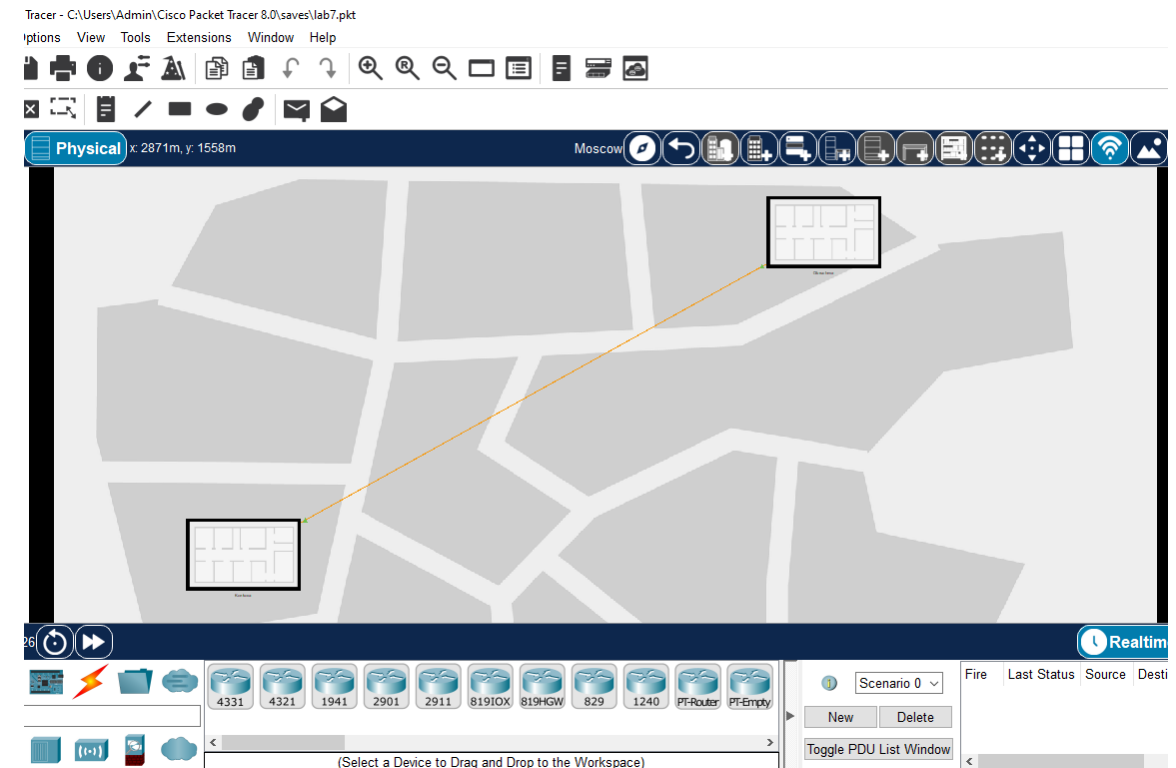 Tracer - C:\Users\Admin\Cisco Packet Tracer 8.0\saves\lab7.pkt
ptions View Tools Extensions Window Help
Physical x: 2871m, y: 1558m Moscow
26 Realtim
4331 4321 1941 2901 2911 819IOX 819HGW 829 1240 PT-Router PT-Empty
(Select a Device to Drag and Drop to the Workspace)
Scenario 0
New Delete
Toggle PDU List Window
Fire Last Status Source Desti